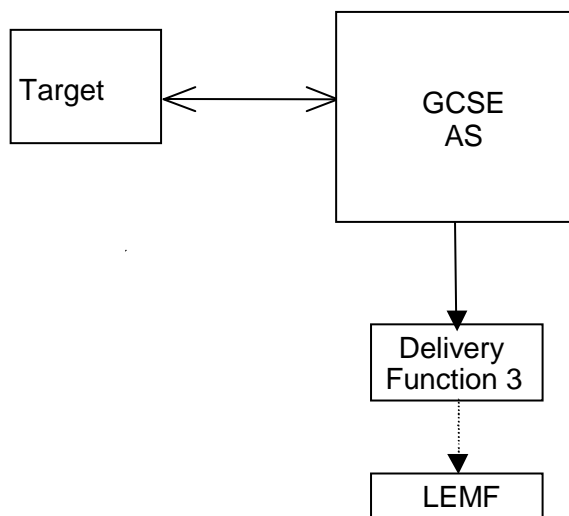 Target
GCSE
AS
Delivery
Function 3
LEMF